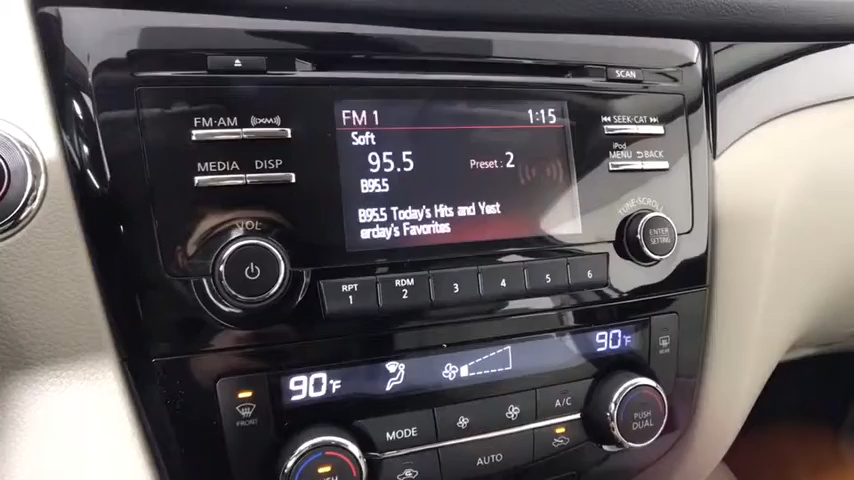 SCAN
FM·AM
MEDIA DISP
VOL
FM 1 1:15
Soft
95.5 Preset : 2
B95.5
B95.5 Today's Hits and Yest
erday's Favorites
SEEK·CAT
iPod
MENU BACK
TUNE·SCROLL
ENTER
SETTING
RPT RDM
1 2 3 4 5 6
90°F 90°F
FRONT
REAR
MODE A/C
AUTO
PUSH
DUAL